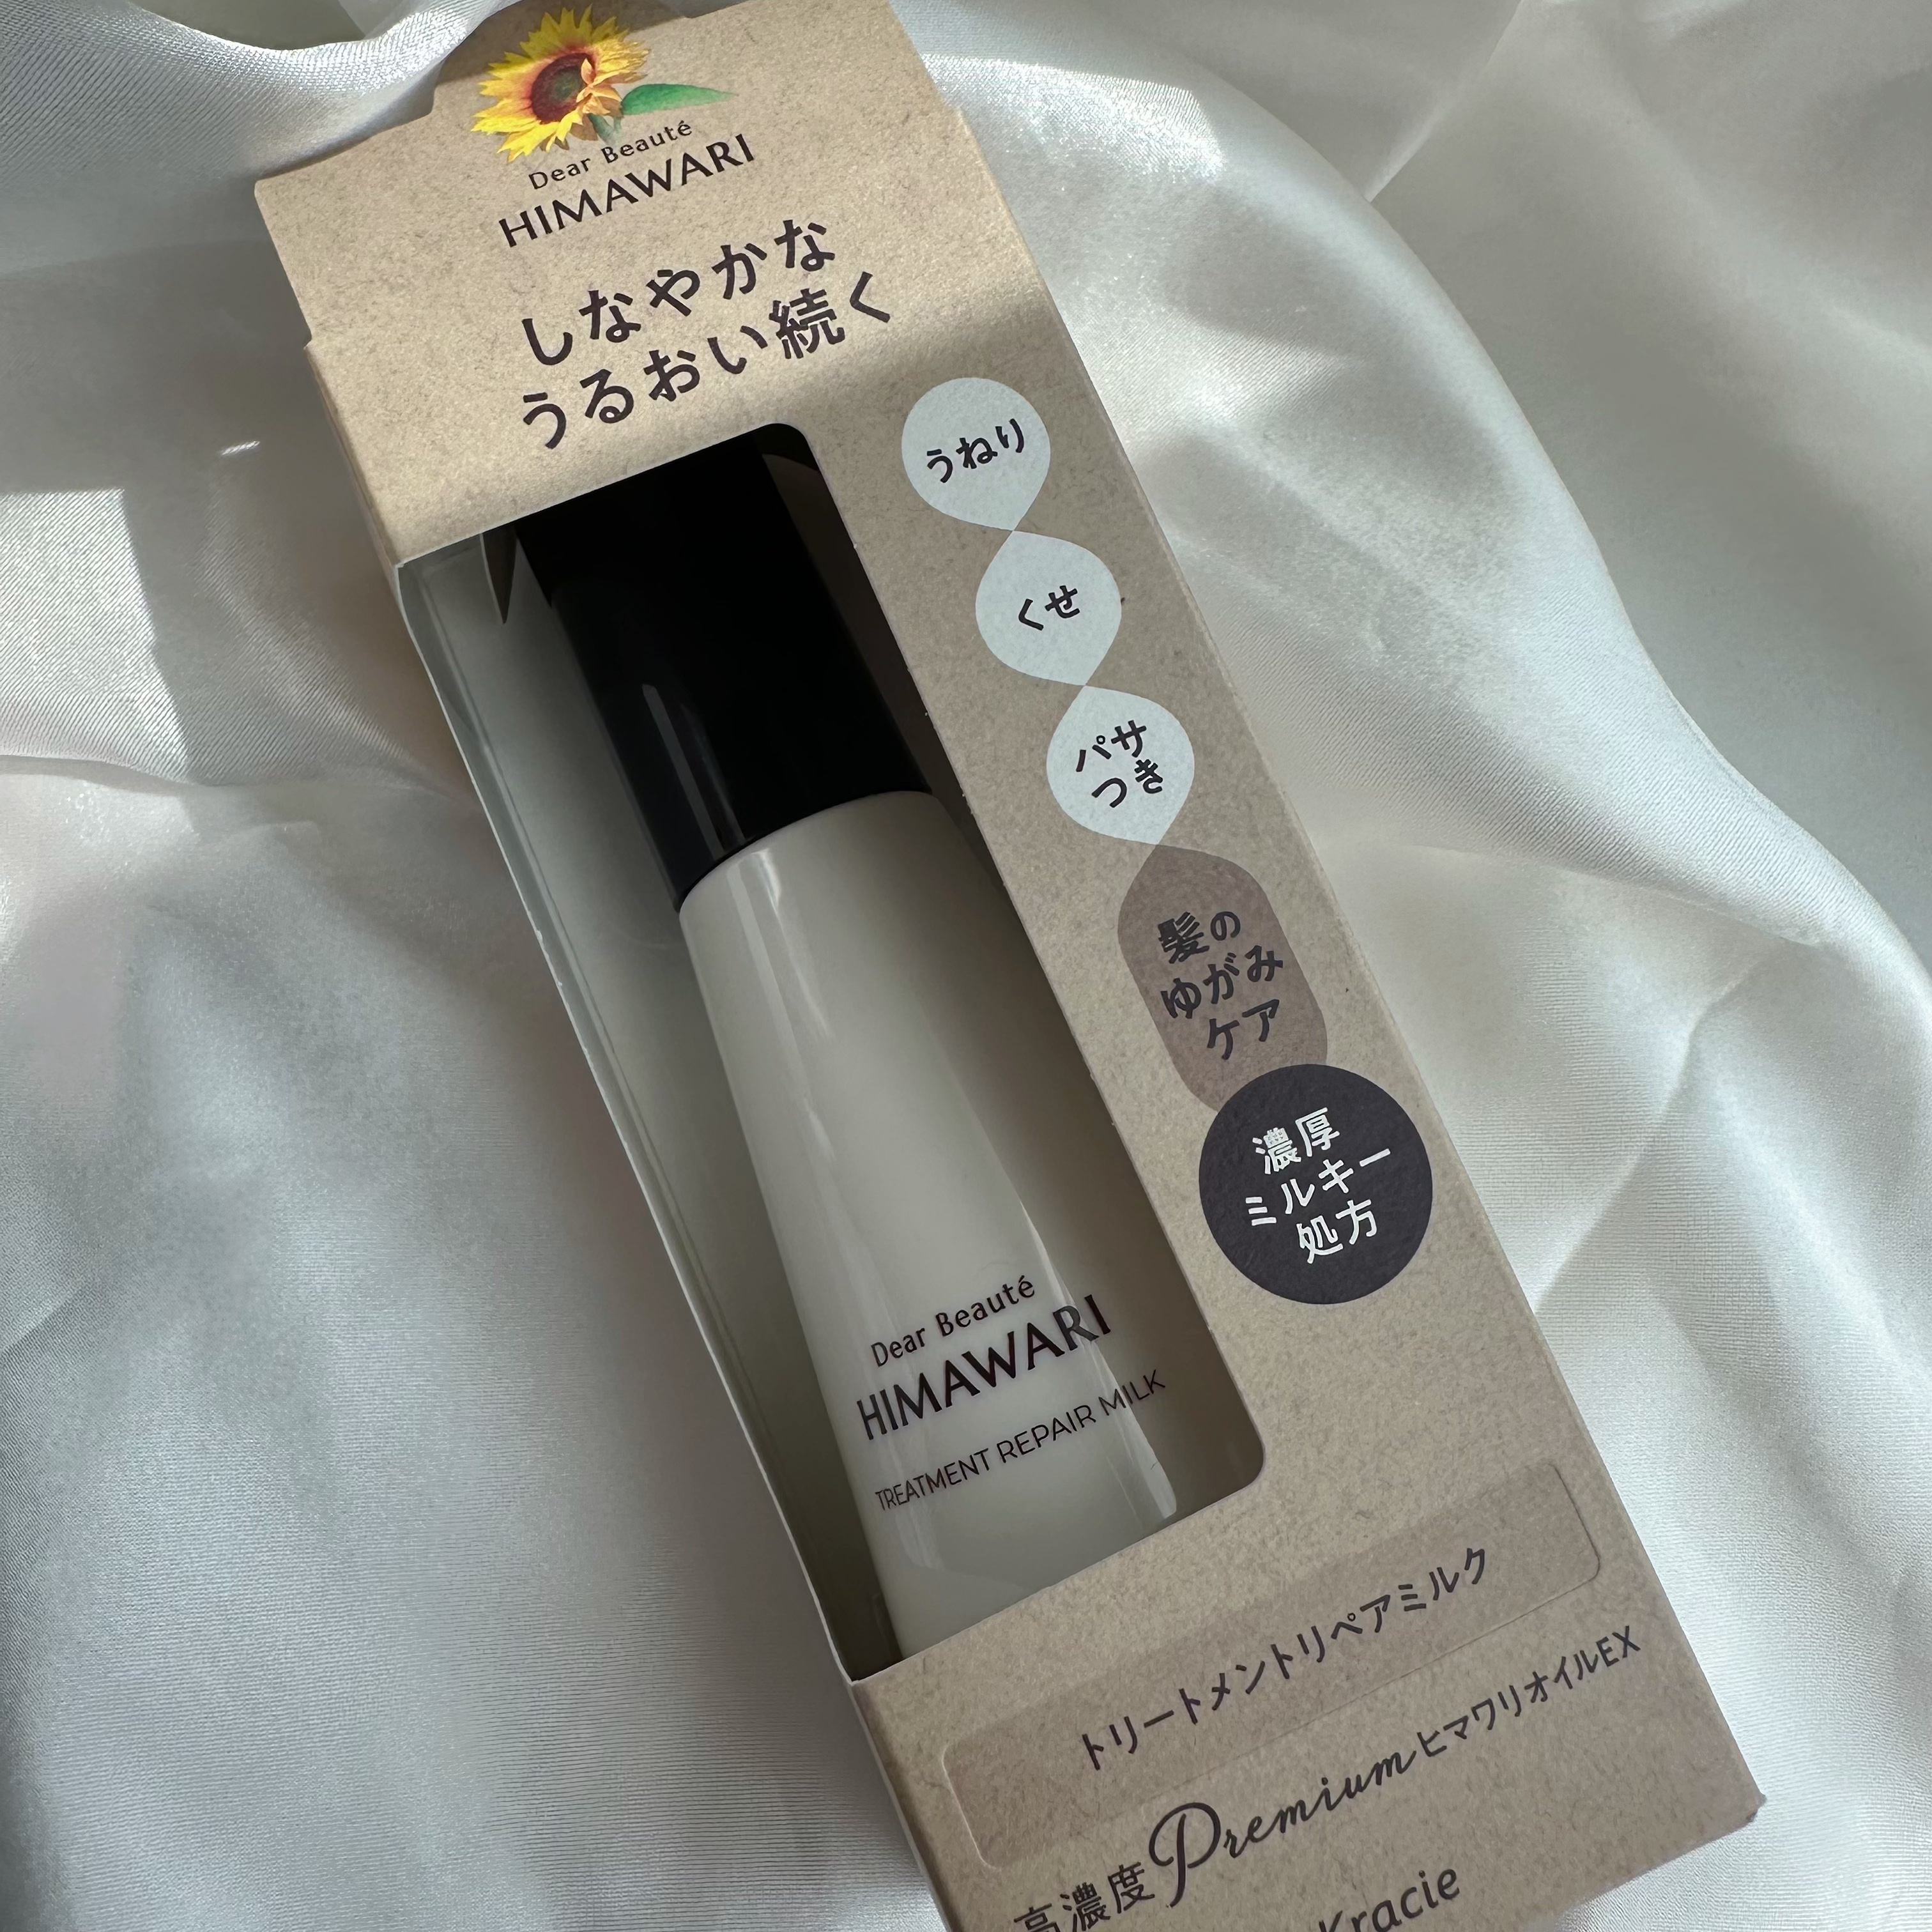 Dear Beauté
HIMAWARI
しなやかな
うるおい続く
うねり
くせ
パサ
つき
髪の
ゆがみ
ケア
濃厚
ミルキー
処方
Dear Beauté
HIMAWARI
TREATMENT REPAIR MILK
トリートメントリペアミルク
高濃度Premiumヒマワリオイルエ EX
Kracie